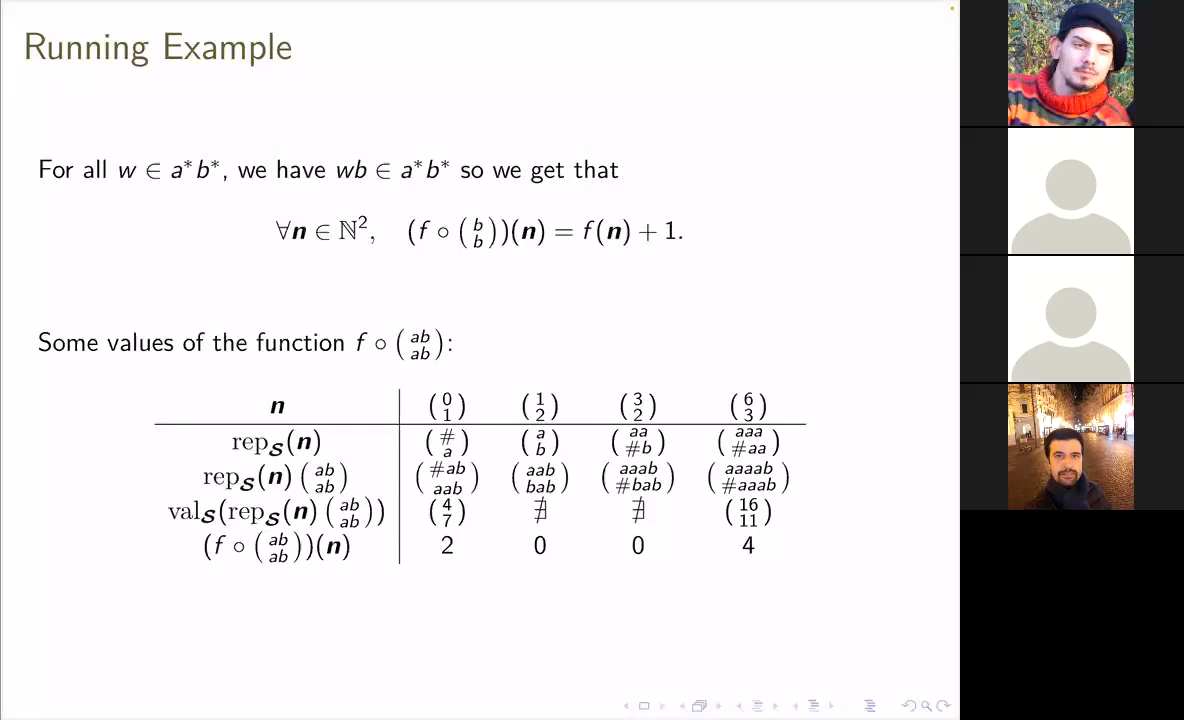 Running Example
For all w ∈ a*b*, we have wb ∈ a*b* so we get that
∀n ∈ ℕ², (f ∘ (b b))(n) = f(n) + 1.
Some values of the function f ∘ (ab ab):
n (0 1) (1 2) (3 2) (6 3)
rep_S(n) (# a) (a b) (aa #b) (aaa #aa)
rep_S(n) (ab ab) (#ab aab) (aab bab) (aaab #bab) (aaaab #aaab)
val_S(rep_S(n) (ab ab)) (4 7) ∄ ∄ (16 11)
(f ∘ (ab ab))(n) 2 0 0 4